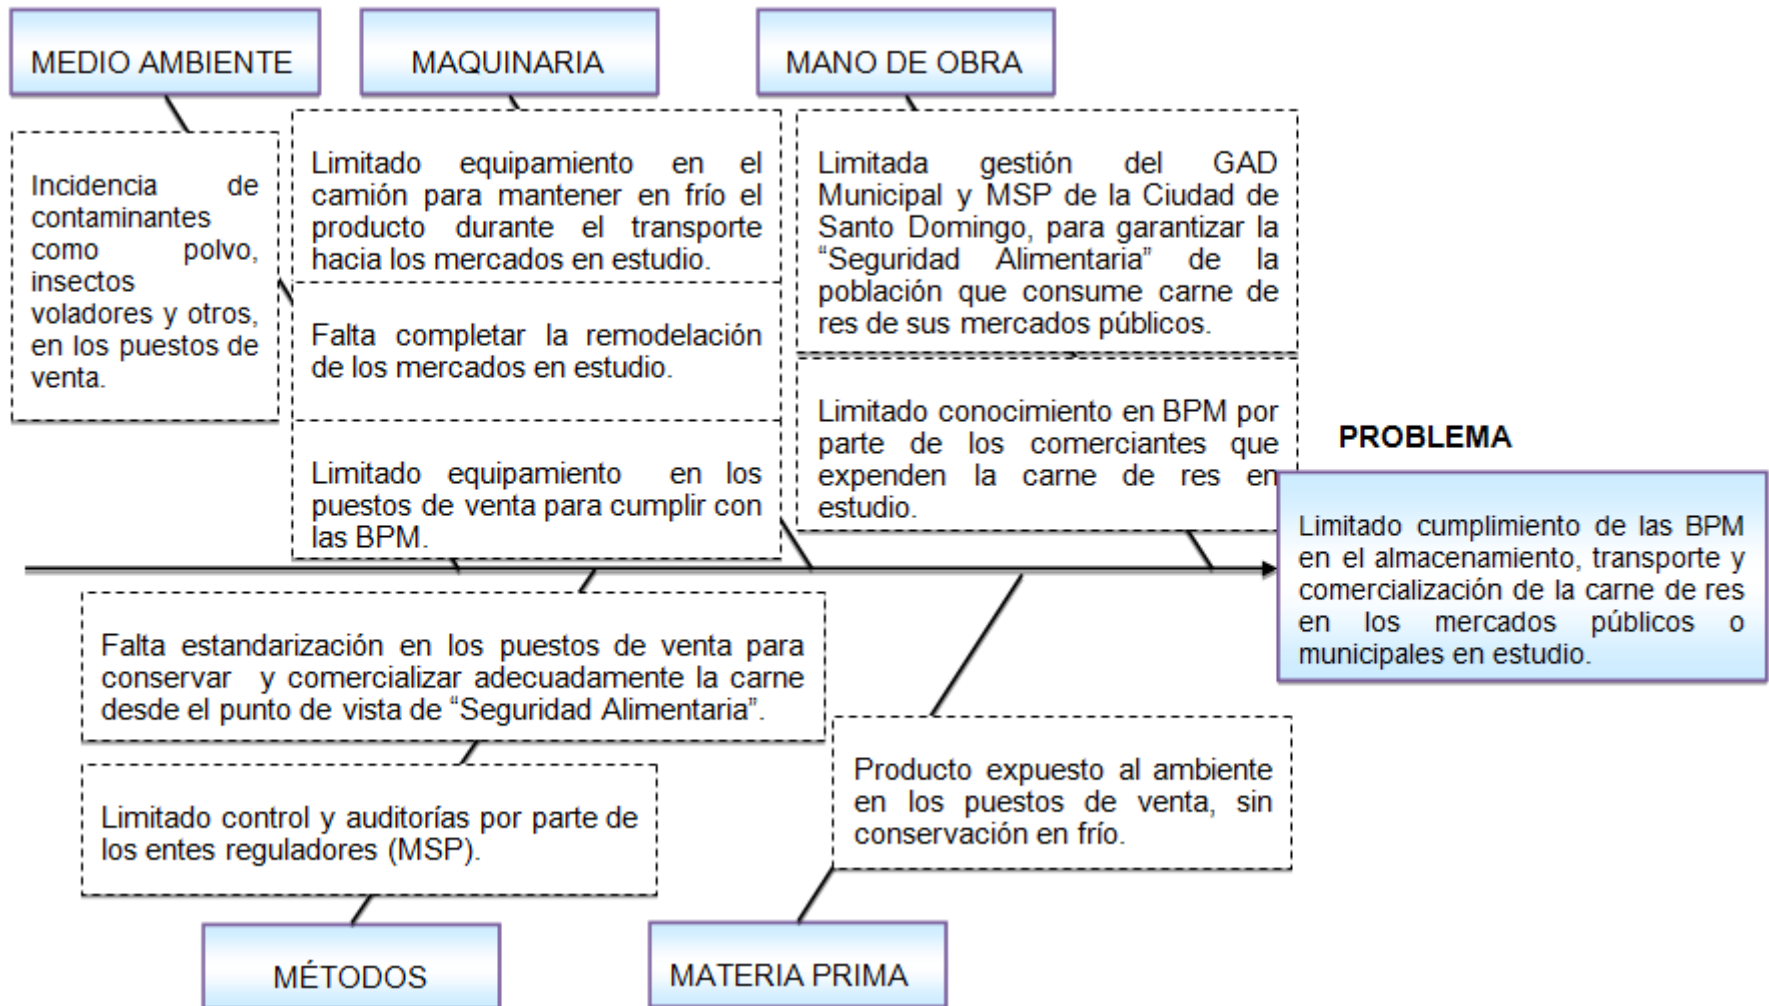 MEDIO AMBIENTE
MAQUINARIA
MANO DE OBRA
Incidencia de
contaminantes
como polvo,
insectos
voladores y otros,
en los puestos de
venta.
Limitado equipamiento en el
camión para mantener en frío el
producto durante el transporte
hacia los mercados en estudio.
Falta completar la remodelación
de los mercados en estudio.
Limitado equipamiento en los
puestos de venta para cumplir con
las BPM.
Limitada gestión del GAD
Municipal y MSP de la Ciudad de
Santo Domingo, para garantizar la
“Seguridad Alimentaria” de la
población que consume carne de
res de sus mercados públicos.
Limitado conocimiento en BPM por
parte de los comerciantes que
expenden la carne de res en
estudio.
PROBLEMA
Limitado cumplimiento de las BPM
en el almacenamiento, transporte y
comercialización de la carne de res
en los mercados públicos o
municipales en estudio.
Falta estandarización en los puestos de venta para
conservar y comercializar adecuadamente la carne
desde el punto de vista de “Seguridad Alimentaria”.
Limitado control y auditorías por parte de
los entes reguladores (MSP).
Producto expuesto al ambiente
en los puestos de venta, sin
conservación en frío.
MÉTODOS
MATERIA PRIMA